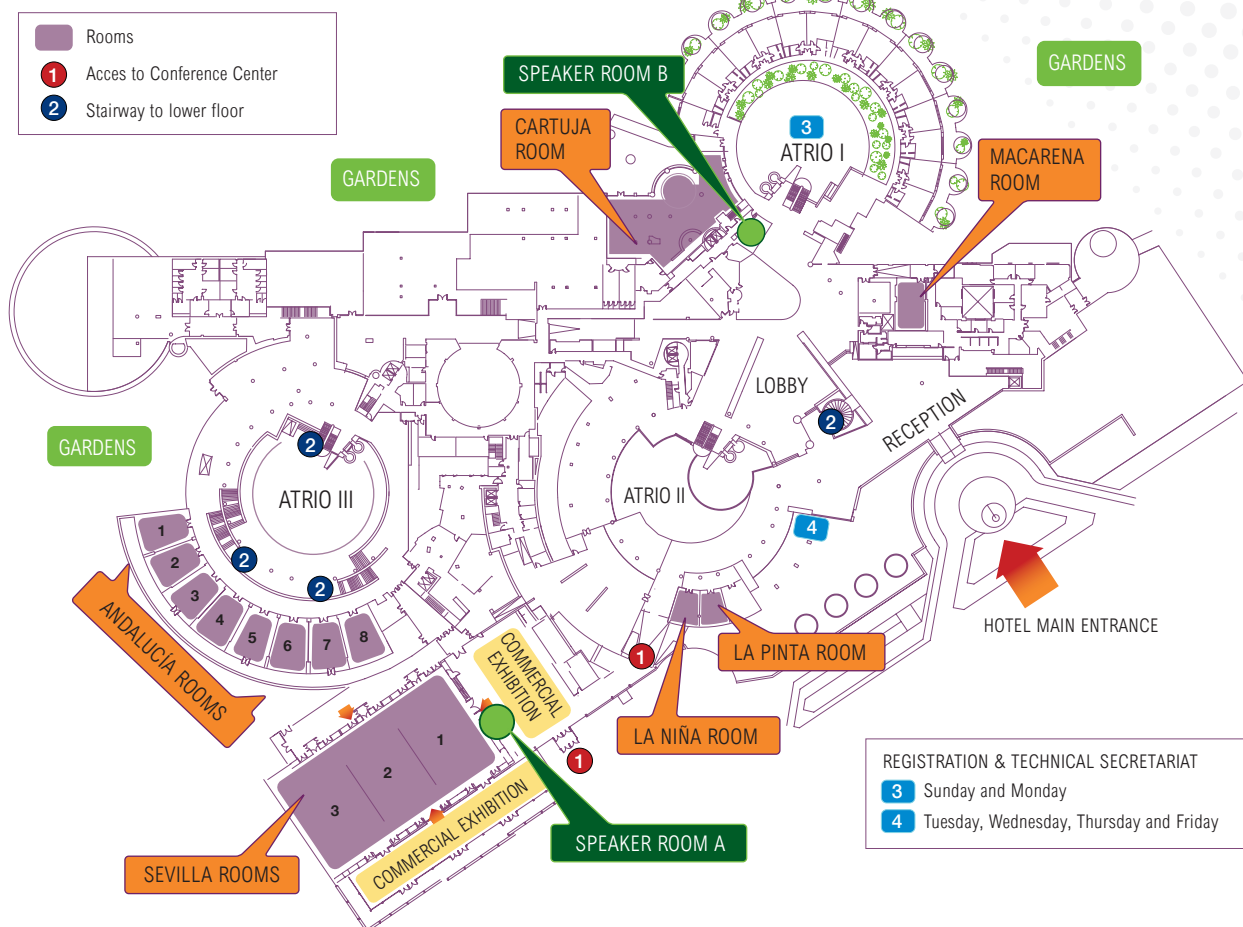 Rooms
1 Acces to Conference Center
2 Stairway to lower floor
SPEAKER ROOM B
GARDENS
CARTUJA
ROOM
3
ATRIO I
MACARENA
ROOM
GARDENS
LOBBY
RECEPTION
2
GARDENS
2
ATRIO III
ATRIO II
4
1
2
3
4
5
6
7
8
2
2
ANDALUCÍA ROOMS
HOTEL MAIN ENTRANCE
COMMERCIAL
EXHIBITION
1
LA PINTA ROOM
LA NIÑA ROOM
1
2
3
1
COMMERCIAL EXHIBITION
SPEAKER ROOM A
SEVILLA ROOMS
REGISTRATION & TECHNICAL SECRETARIAT
3 Sunday and Monday
4 Tuesday, Wednesday, Thursday and Friday